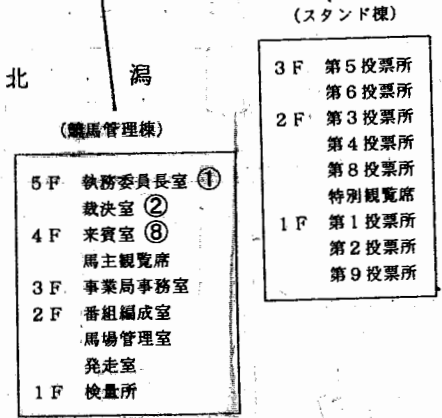 (スタンド棟)
3F 第5投票所
第6投票所
2F 第3投票所
第4投票所
第8投票所
特別観覧席
1F 第1投票所
第2投票所
第9投票所
北 潟
(競馬管理棟)
5F 執務委員長室 ①
裁決室 ②
4F 来賓室 ⑧
馬主観覧席
3F 事業局事務室
2F 番組編成室
馬場管理室
発走室
1F 検量所